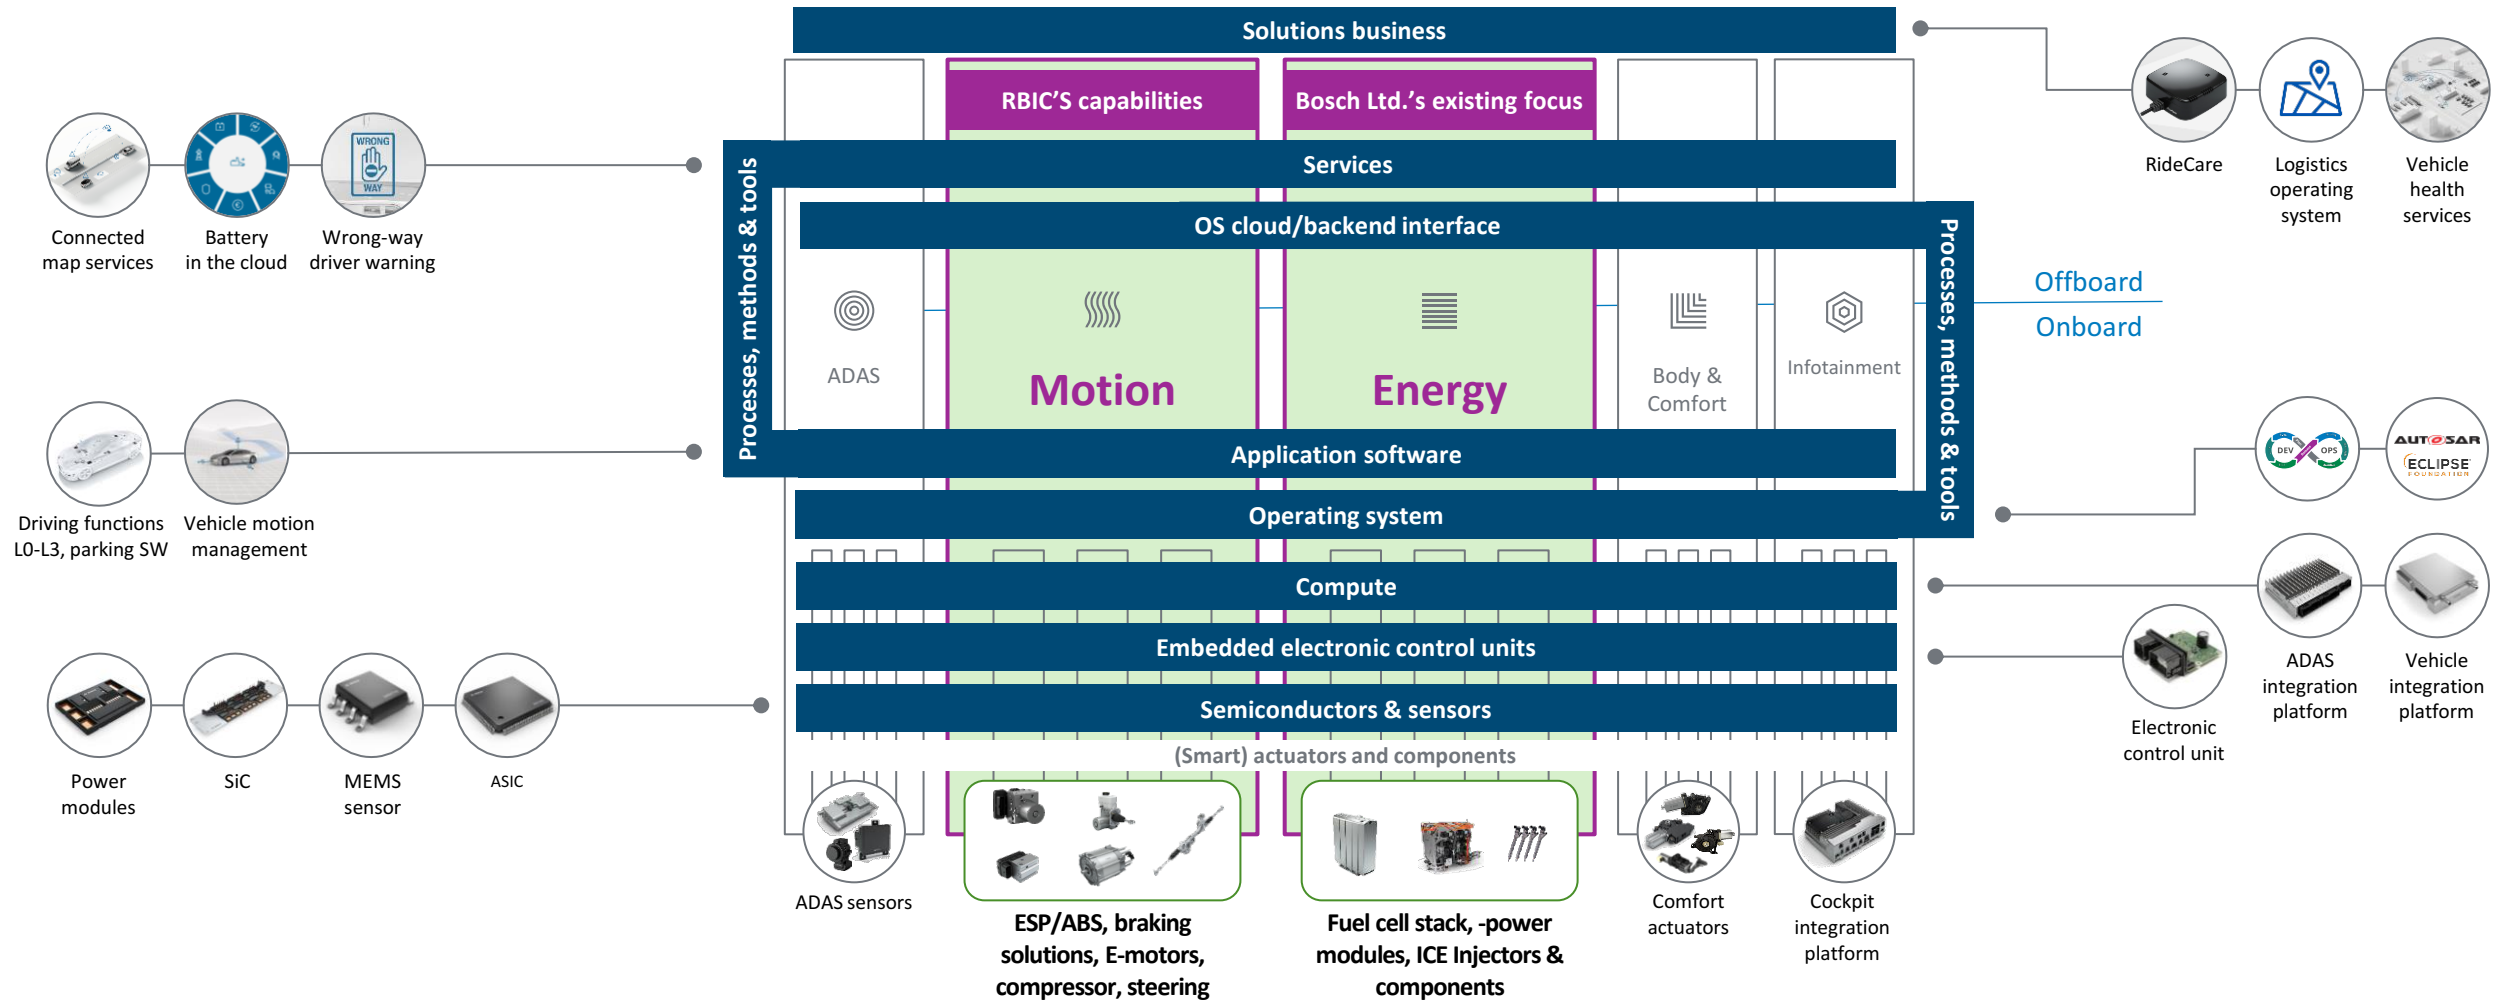 Solutions business
RBIC'S capabilities
Bosch Ltd.'s existing focus
Services
OS cloud/backend interface
Processes, methods & tools
Processes, methods & tools
WRONG
WAY
Connected
map services
Battery
in the cloud
Wrong-way
driver warning
RideCare
Logistics
operating
system
Vehicle
health
services
Offboard
Onboard
ADAS
Motion
Energy
Body &
Comfort
Infotainment
Application software
Operating system
Compute
Embedded electronic control units
Semiconductors & sensors
(Smart) actuators and components
Driving functions
L0-L3, parking SW
Vehicle motion
management
DEV
OPS
AUTOSAR
ECLIPSE
FOUNDATION
ADAS
integration
platform
Vehicle
integration
platform
Electronic
control unit
Power
modules
SiC
MEMS
sensor
ASIC
ADAS sensors
ESP/ABS, braking
solutions, E-motors,
compressor, steering
Fuel cell stack, -power
modules, ICE Injectors &
components
Comfort
actuators
Cockpit
integration
platform